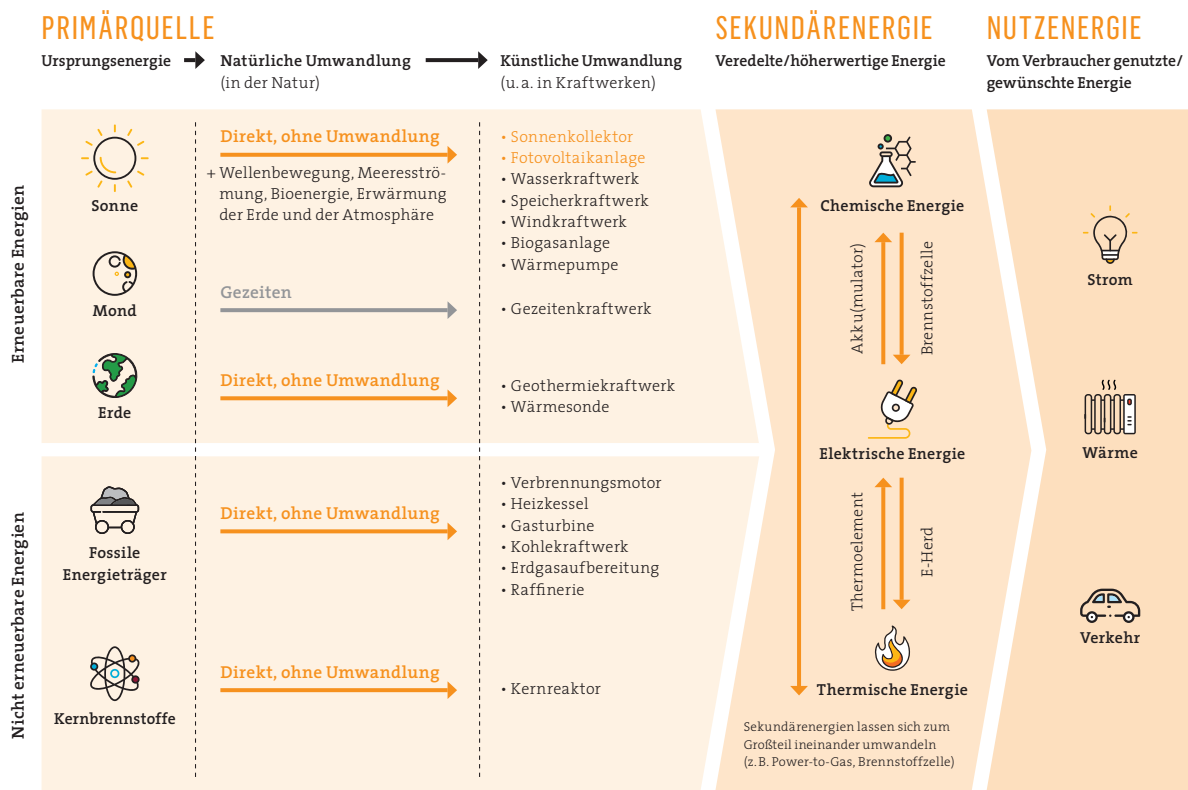 PRIMÄRQUELLE
Ursprungsenergie
Natürliche Umwandlung
(in der Natur)
Künstliche Umwandlung
(u. a. in Kraftwerken)
SEKUNDÄRENERGIE
Veredelte/höherwertige Energie
NUTZENERGIE
Vom Verbraucher genutzte/
gewünschte Energie
Erneuerbare Energien
Sonne
Direkt, ohne Umwandlung
+ Wellenbewegung, Meeresströ-
mung, Bioenergie, Erwärmung
der Erde und der Atmosphäre
• Sonnenkollektor
• Fotovoltaikanlage
• Wasserkraftwerk
• Speicherkraftwerk
• Windkraftwerk
• Biogasanlage
• Wärmepumpe
Mond
Gezeiten
• Gezeitenkraftwerk
Erde
Direkt, ohne Umwandlung
• Geothermiekraftwerk
• Wärmesonde
Nicht erneuerbare Energien
Fossile
Energieträger
Direkt, ohne Umwandlung
• Verbrennungsmotor
• Heizkessel
• Gasturbine
• Kohlekraftwerk
• Erdgasaufbereitung
• Raffinerie
Kernbrennstoffe
Direkt, ohne Umwandlung
• Kernreaktor
Chemische Energie
Akku(mulator)
Brennstoffzelle
Elektrische Energie
Thermoelement
E-Herd
Thermische Energie
Sekundärenergien lassen sich zum
Großteil ineinander umwandeln
(z. B. Power-to-Gas, Brennstoffzelle)
Strom
Wärme
Verkehr